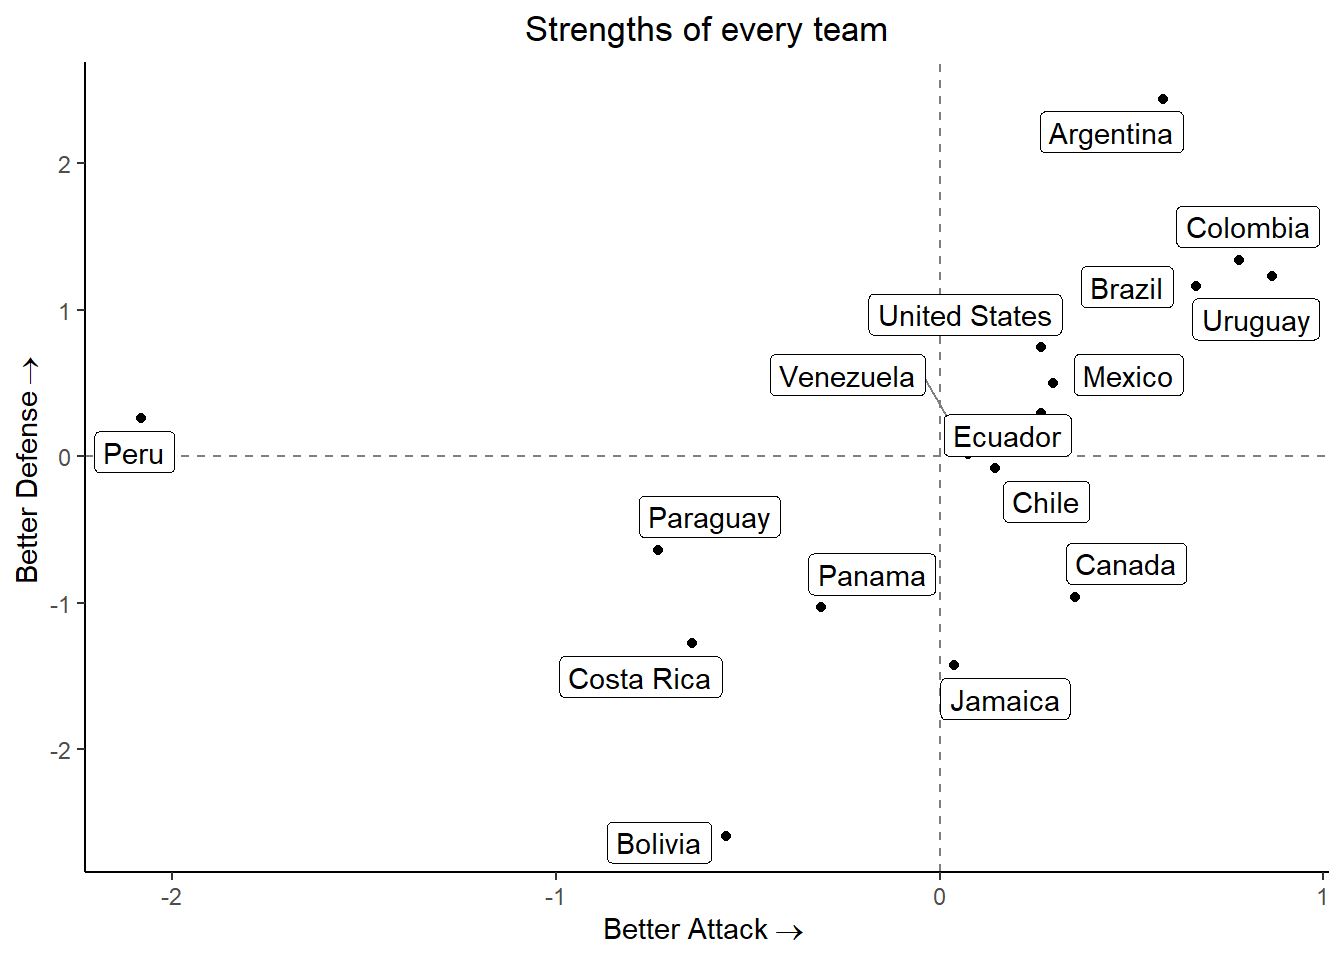 Strengths of every team
Argentina
Colombia
Brazil
United States
Uruguay
Venezuela
Mexico
Ecuador
Peru
Chile
Paraguay
Canada
Panama
Costa Rica
Jamaica
Bolivia
2
1
0
-1
-2
Better Defense →
-2
-1
0
1
Better Attack →